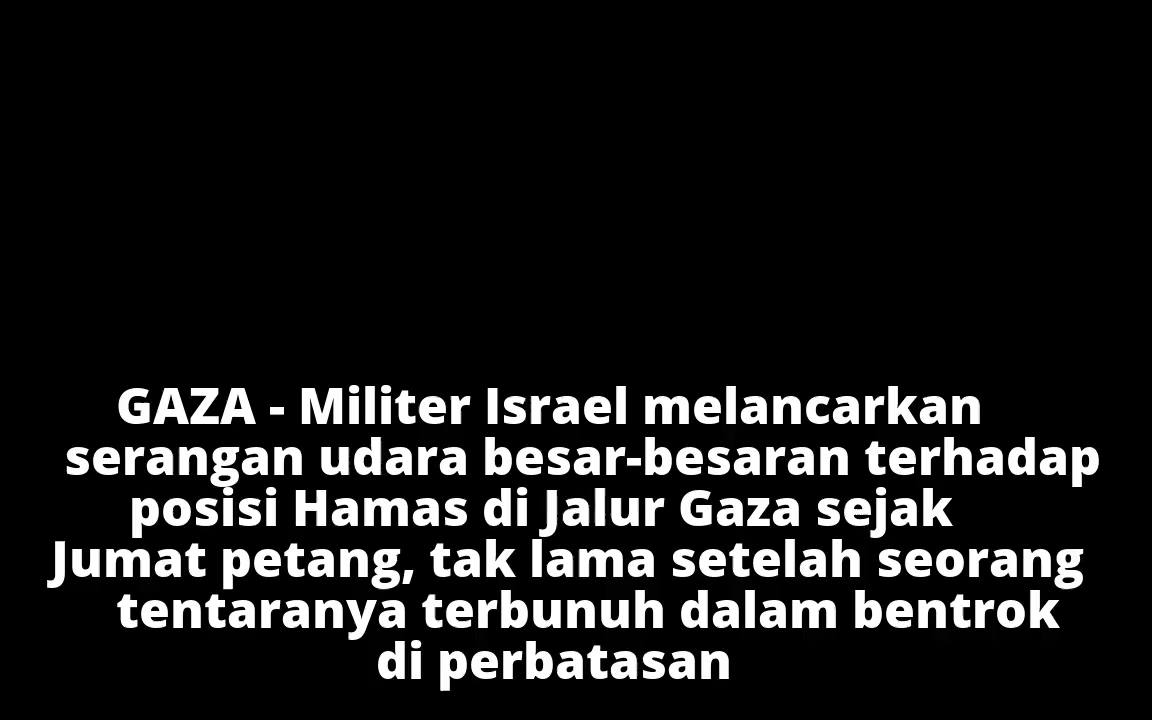 GAZA - Militer Israel melancarkan
serangan udara besar-besaran terhadap
posisi Hamas di Jalur Gaza sejak
Jumat petang, tak lama setelah seorang
tentaranya terbunuh dalam bentrok
di perbatasan